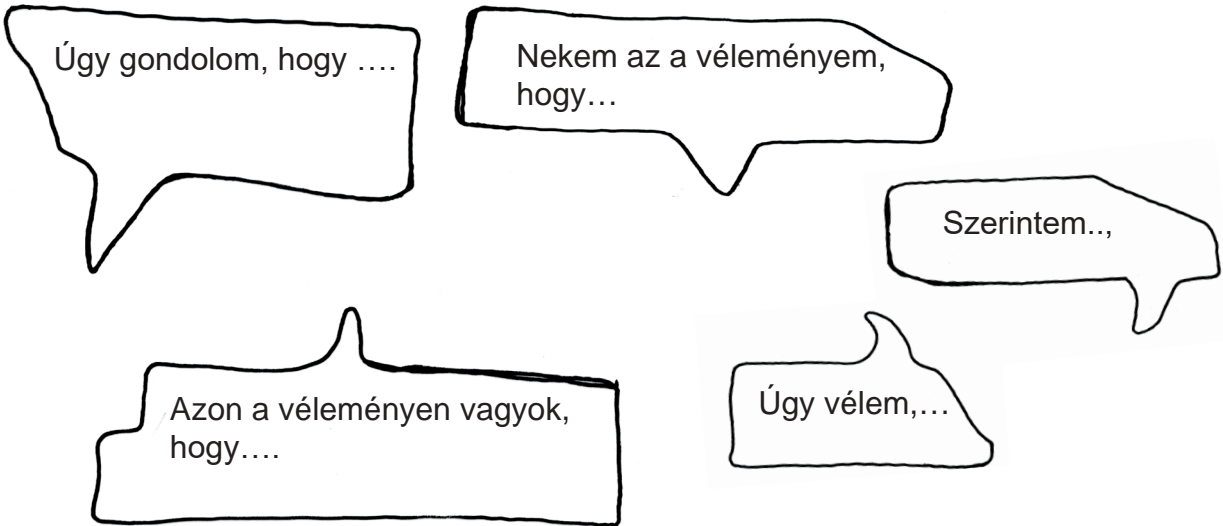 Úgy gondolom, hogy ….
Nekem az a véleményem,
hogy…
Szerintem..,
Azon a véleményen vagyok,
hogy….
Úgy vélem,…